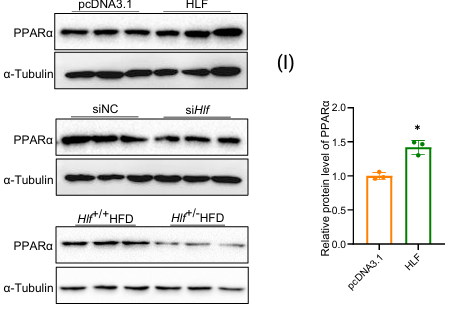 pcDNA3.1 HLF
PPARα
α-Tubulin
siNC siHlf
PPARα
α-Tubulin
Hlf+/+HFD Hlf+/-HFD
PPARα
α-Tubulin
(I)
Relative protein level of PPARα
2.0
1.5
1.0
0.5
0.0
*
pcDNA3.1
HLF